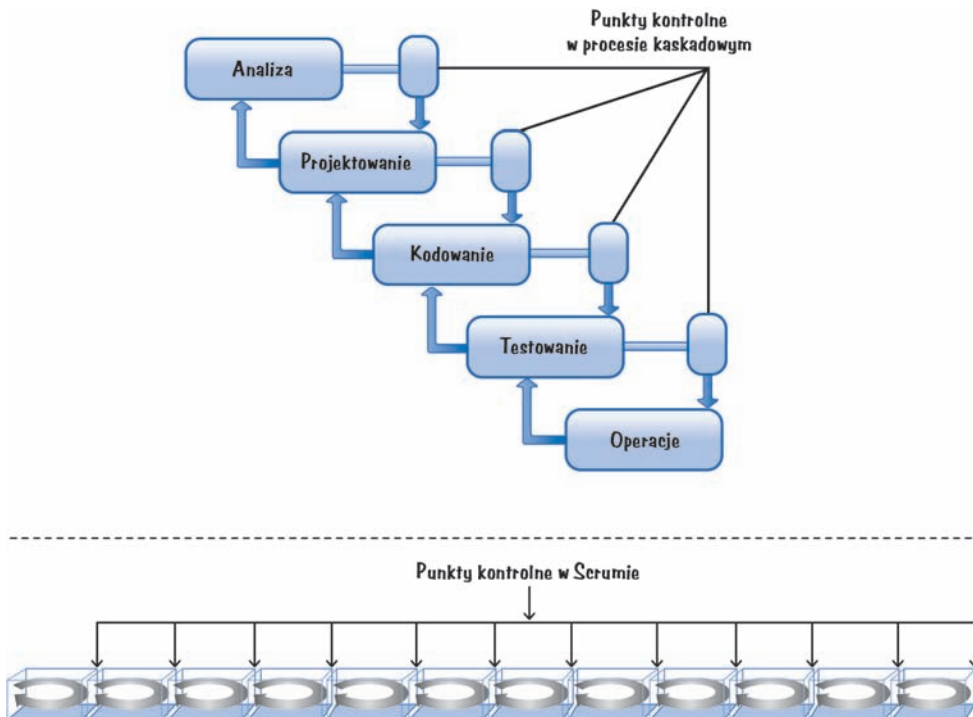 Punkty kontrolne
w procesie kaskadowym
Analiza
Projektowanie
Kodowanie
Testowanie
Operacje
Punkty kontrolne w Scrumie